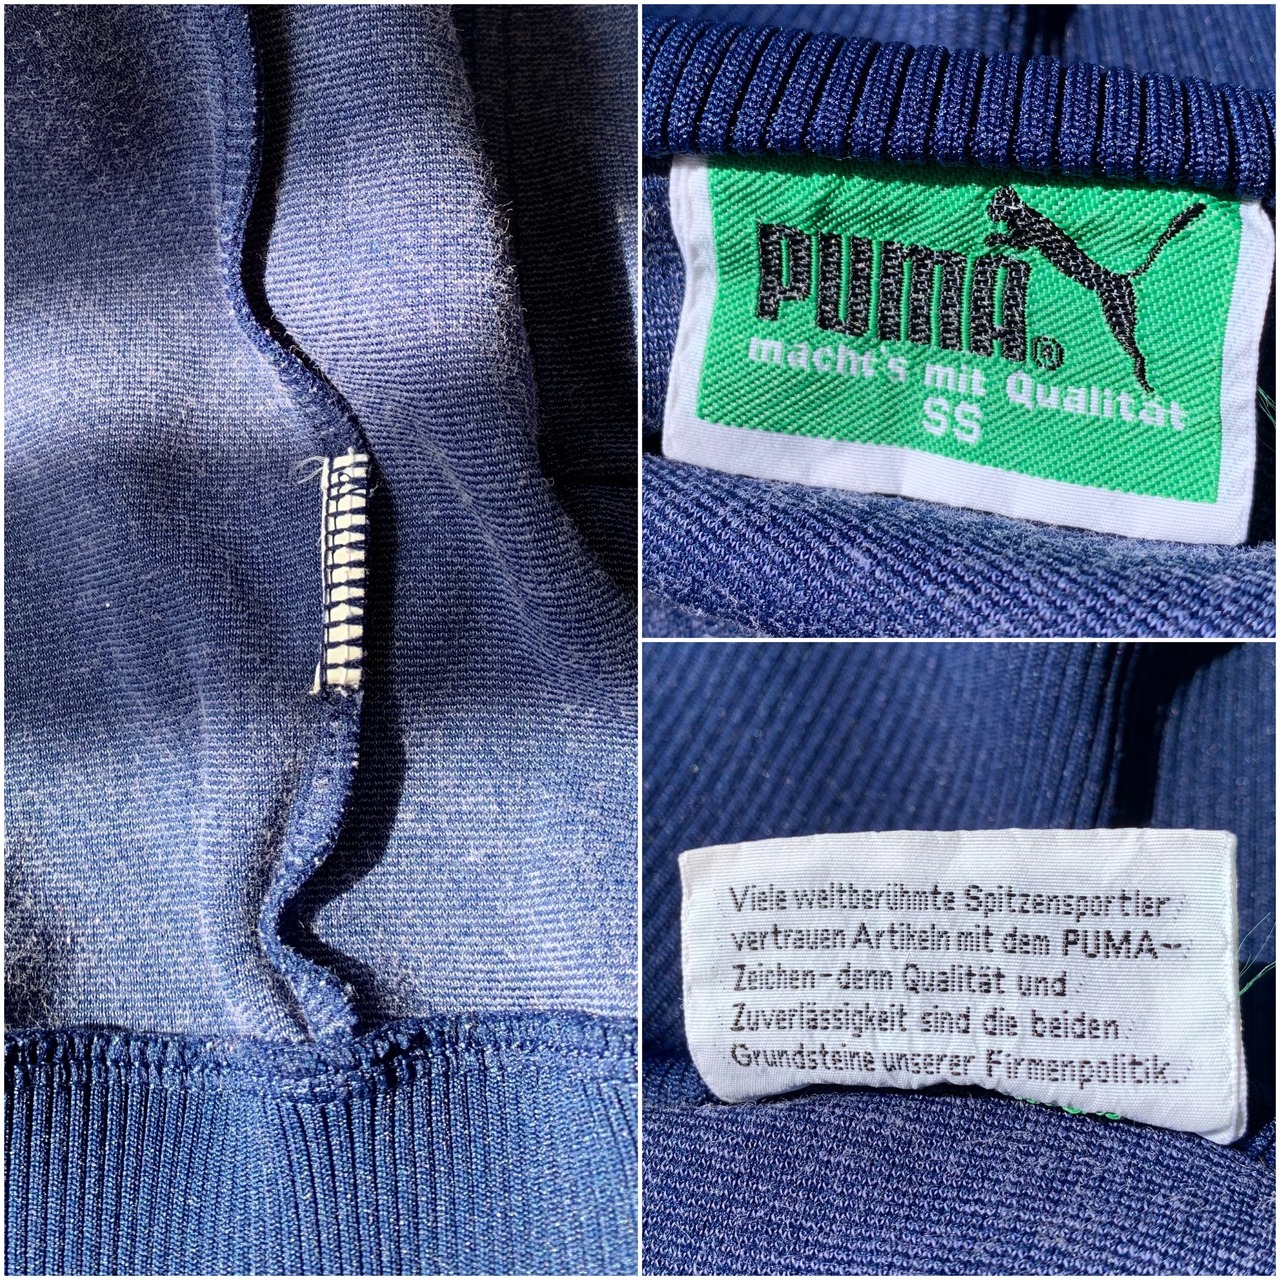 PUMA®
macht's mit Qualität
SS
Viele weltberühmte Spitzensportler
vertrauen Artikeln mit dem PUMA-
Zeichen-denn Qualität und
Zuverlässigkeit sind die beiden
Grundsteine unserer Firmenpolitik.